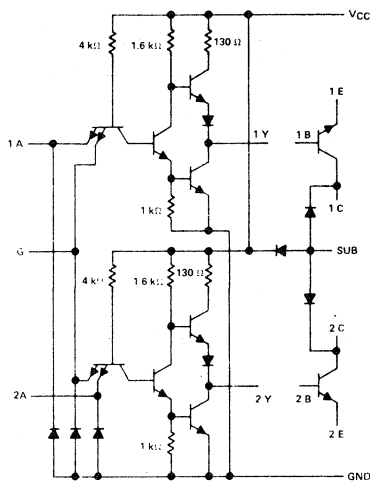 VCC
4 kΩ 1.6 kΩ 130 Ω
1 E
1 A 1 Y 1 B
1 kΩ 1 C
G SUB
4 kΩ 1.6 kΩ 130 Ω
2 C
2A 2 Y 2 B
1 kΩ 2 E
GND